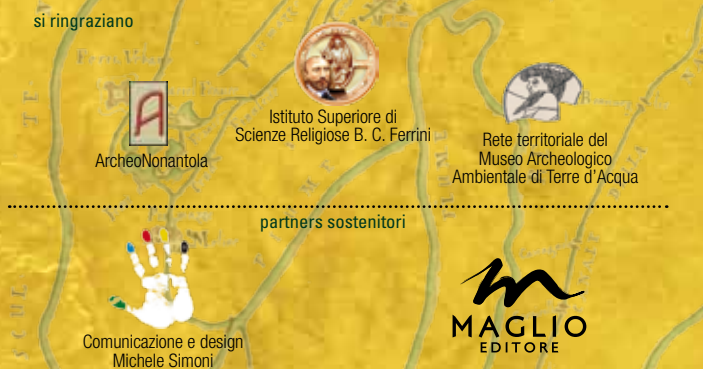 si ringraziano
A
ArcheoNonantola
Istituto Superiore di
Scienze Religiose B. C. Ferrini
Rete territoriale del
Museo Archeologico
Ambientale di Terre d'Acqua
partners sostenitori
Comunicazione e design
Michele Simoni
m
MAGLIO
EDITORE